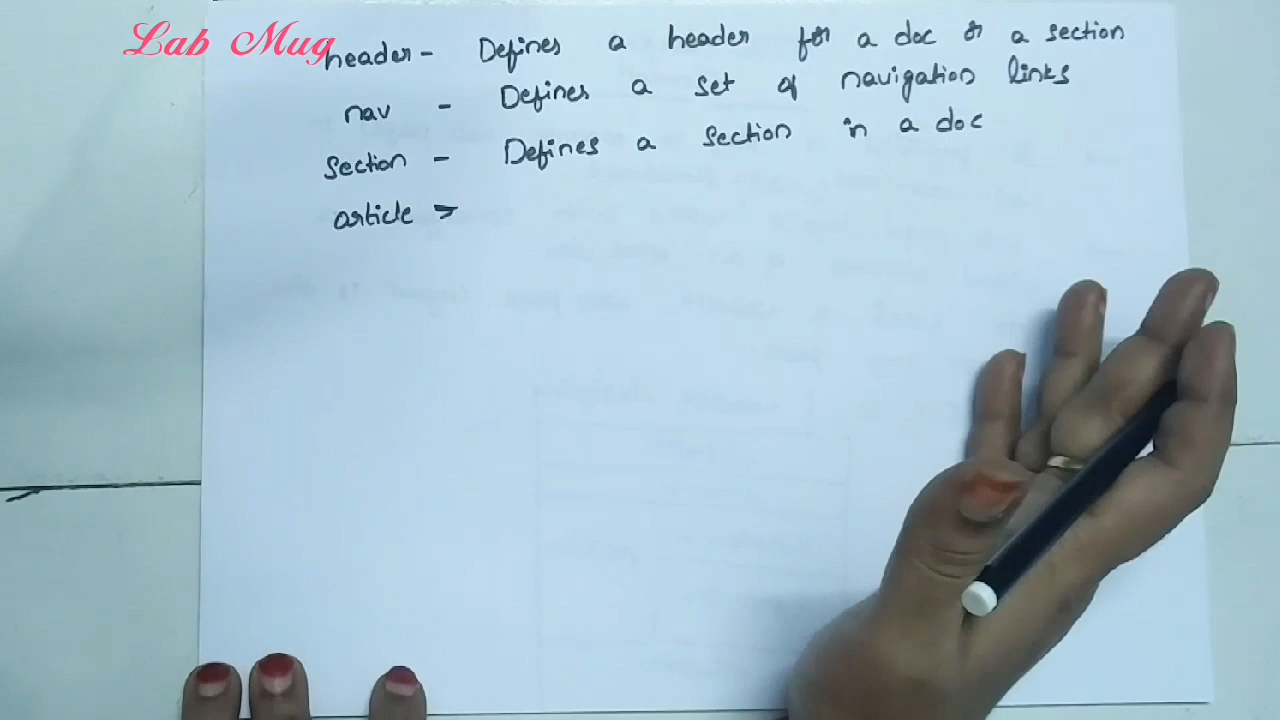 Lab Mug
header - Defines a header for a doc or a section
nav - Defines a set of navigation links
section - Defines a section in a doc
article -